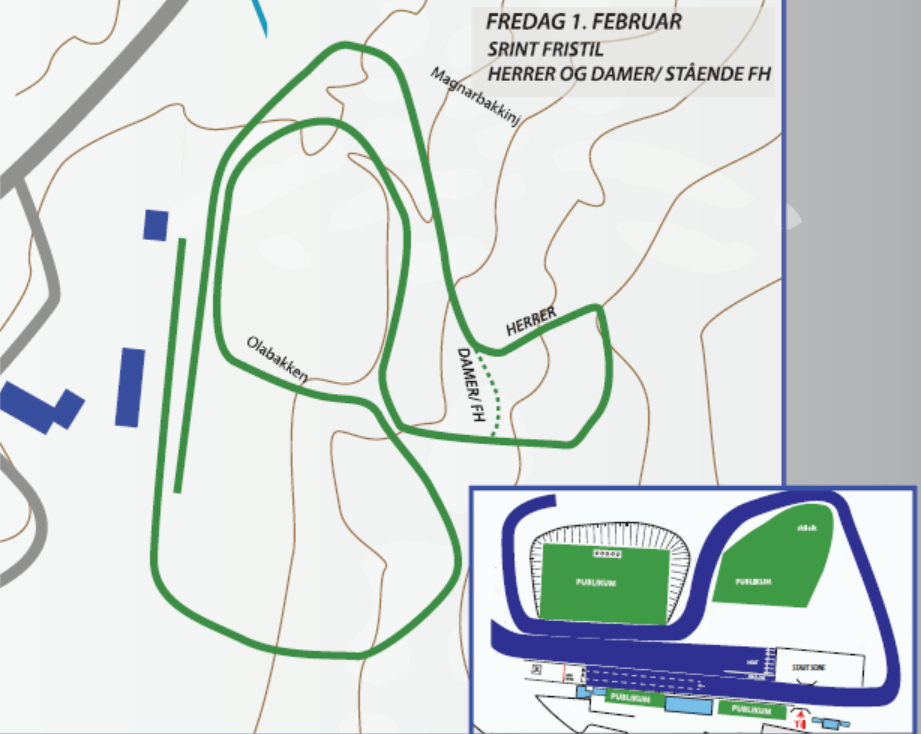 FREDAG 1. FEBRUAR
SRINT FRISTIL
HERRER OG DAMER/ STÅENDE FH
Magnarbakkinj
HERRER
Olabakken
DAMER/ FH
PUBLIKUM
PUBLIKUM
START SONE
PUBLIKUM
PUBLIKUM